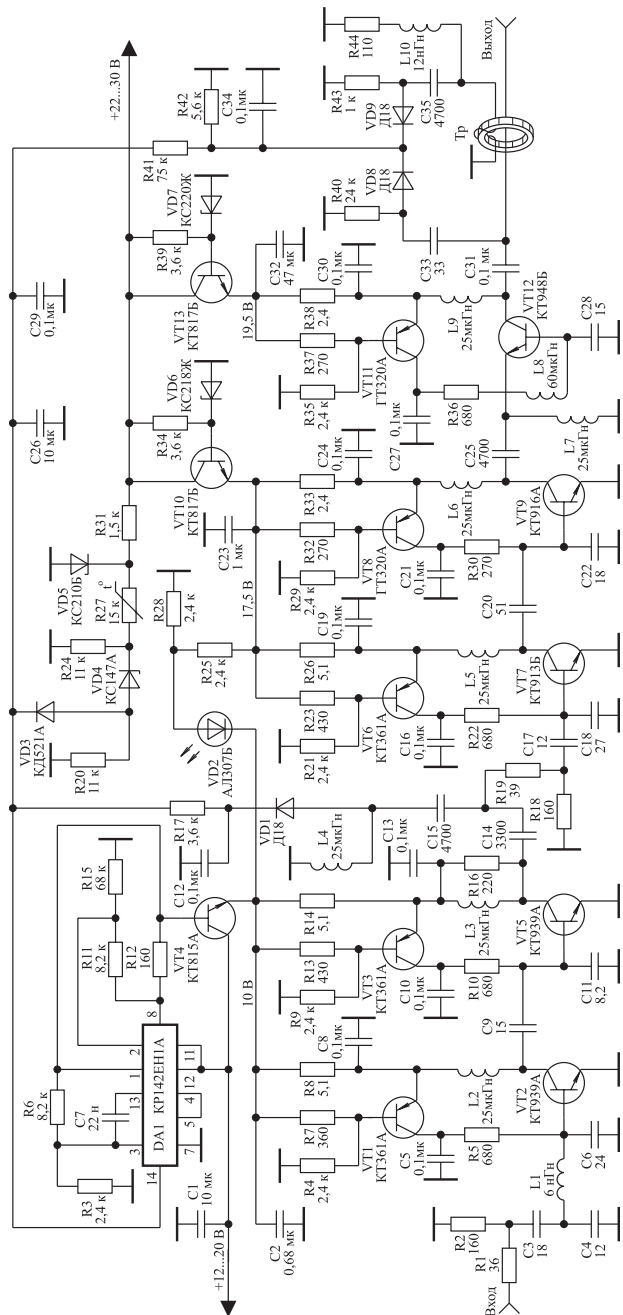 R3
2,4 к
R6
8,2 к
C7
22 н
DA1 КР142ЕН1А
14
3
13
1
2
8
7
5
4
12
11
R11
8,2 к
R12
160
R15
68 к
VT4
КТ815А
C1
10 мк
+12...20 В
R17
3,6 к
C12
0,1мк
VD1
Д18
VD3
КД521А
R20
11 к
R24
11 к
VD4
КС147А
R27
15 к
t°
VD5
КС210Б
R31
1,5 к
C26
10 мк
C29
0,1мк
R34
3,6 к
VD6
КС218Ж
VT10
КТ817Б
R39
3,6 к
VD7
КС220Ж
VT13
КТ817Б
+22...30 В
R41
75 к
R42
5,6 к
C34
0,1мк
C2
0,68 мк
R4
2,4 к
R7
360
R8
5,1
C8
0,1мк
VT1
КТ361А
C5
0,1мк
R5
680
L2
25мкГн
VT2
КТ939А
10 В
R9
2,4 к
R13
430
R14
5,1
VT3
КТ361А
C10
0,1мк
R10
680
L3
25мкГн
R16
220
C13
0,1мк
L4
25мкГн
C15
4700
C14
3300
VT5
КТ939А
C9
15
C11
8,2
VD2
АЛ307Б
R25
2,4 к
R28
2,4 к
C23
1 мк
17,5 В
R21
2,4 к
R23
430
R26
5,1
C19
0,1мк
VT6
КТ361А
C16
0,1мк
R22
680
L5
25мкГн
VT7
КТ913Б
R19
39
R18
160
C17
12
C18
27
C20
51
R29
2,4 к
R32
270
R33
2,4
C24
0,1мк
VT8
ГТ320А
C21
0,1мк
R30
270
L6
25мкГн
VT9
КТ916А
C22
18
C25
4700
L7
25мкГн
19,5 В
C32
47 мк
R35
2,4 к
R37
270
R38
2,4
C30
0,1мк
VT11
ГТ320А
C27
0,1мк
R36
680
L9
25мкГн
L8
60мкГн
VT12
КТ948Б
C28
15
C31
0,1 мк
C33
33
R40
24 к
VD8
Д18
VD9
Д18
R43
1 к
C35
4700
R44
110
L10
12нГн
Тр
Выход
Вход
R1
36
R2
160
C3
18
C4
12
L1
6 нГн
C6
24